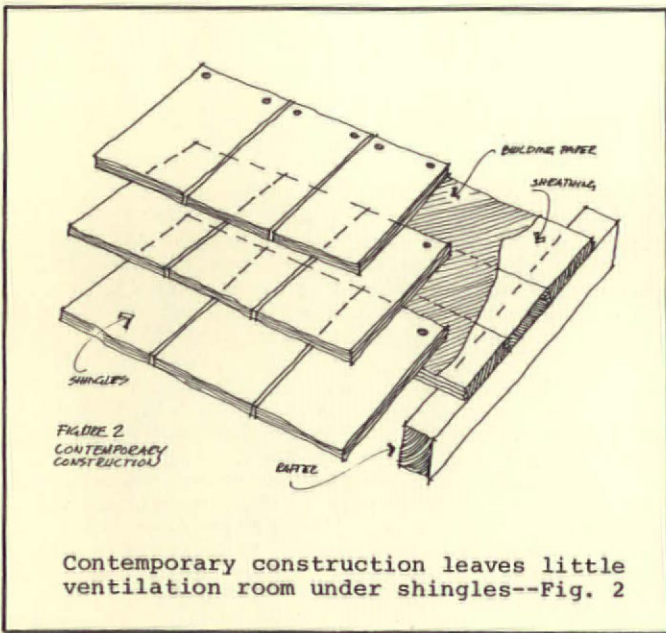 BUILDING PAPER
SHEATHING
SHINGLES
FIGURE 2
CONTEMPORARY
CONSTRUCTION
RAFTER
Contemporary construction leaves little
ventilation room under shingles--Fig. 2